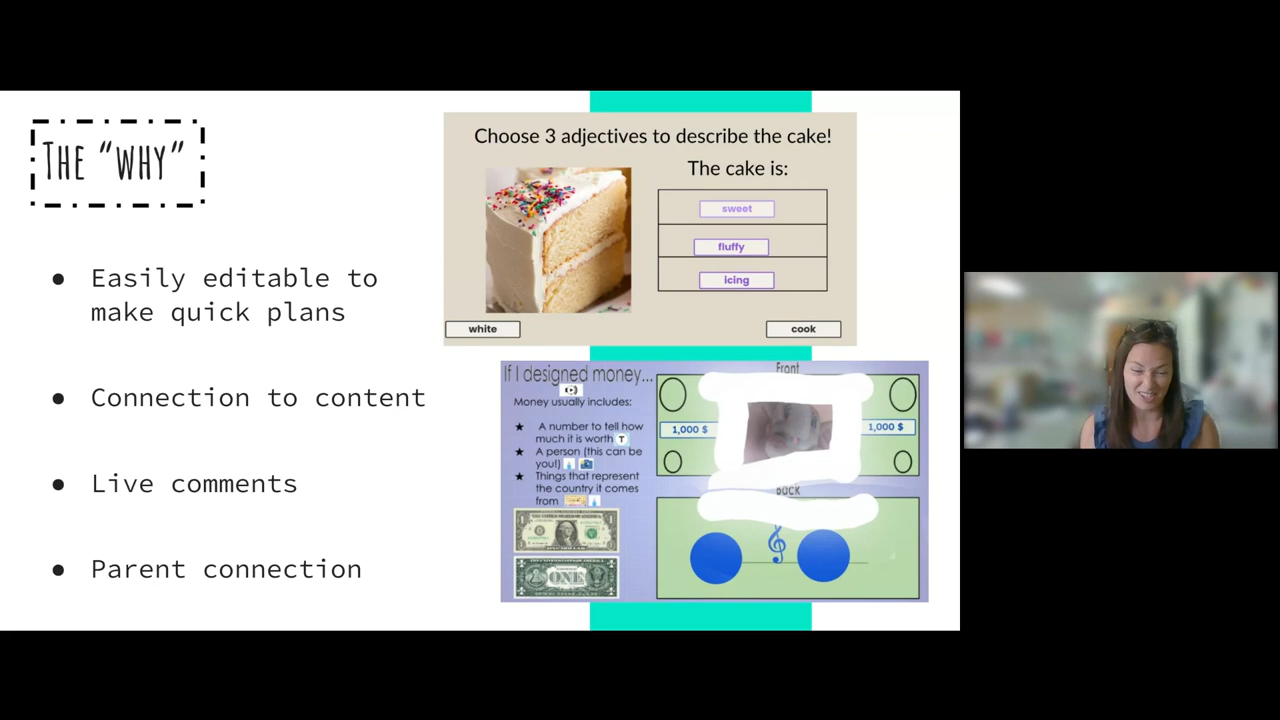 THE "WHY"
● Easily editable to
make quick plans
● Connection to content
● Live comments
● Parent connection
Choose 3 adjectives to describe the cake!
The cake is:
sweet
fluffy
icing
white
cook
If I designed money...
Money usually includes:
★ A number to tell how
much it is worth T
★ A person (this can be
you!)
★ Things that represent
the country it comes
from
ONE
Front
1,000 $
1,000 $
Back